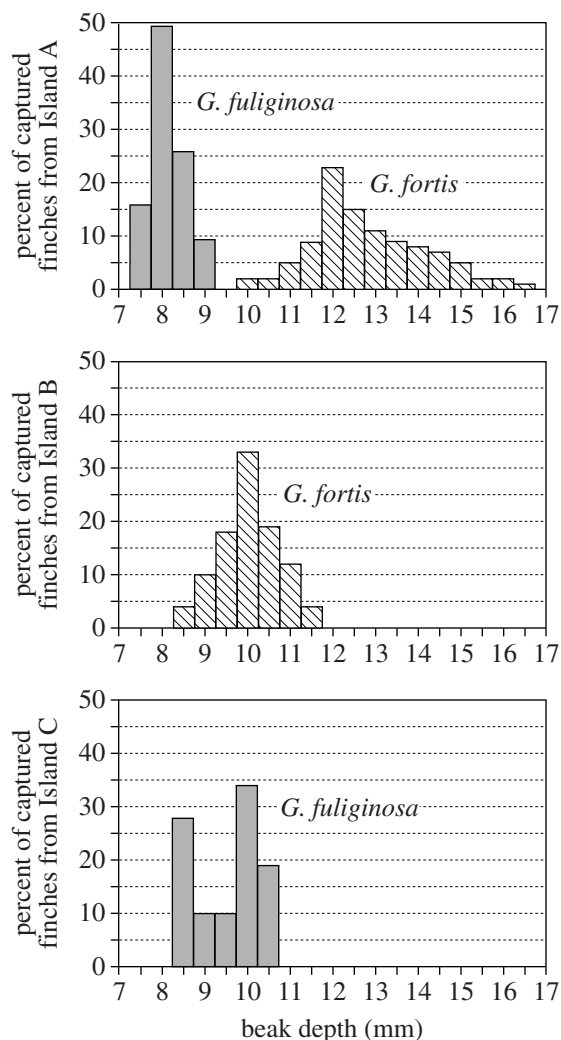 percent of captured
finches from Island A
50
40
30
20
10
0
G. fuliginosa
G. fortis
7 8 9 10 11 12 13 14 15 16 17
percent of captured
finches from Island B
50
40
30
20
10
0
G. fortis
7 8 9 10 11 12 13 14 15 16 17
percent of captured
finches from Island C
50
40
30
20
10
0
G. fuliginosa
7 8 9 10 11 12 13 14 15 16 17
beak depth (mm)